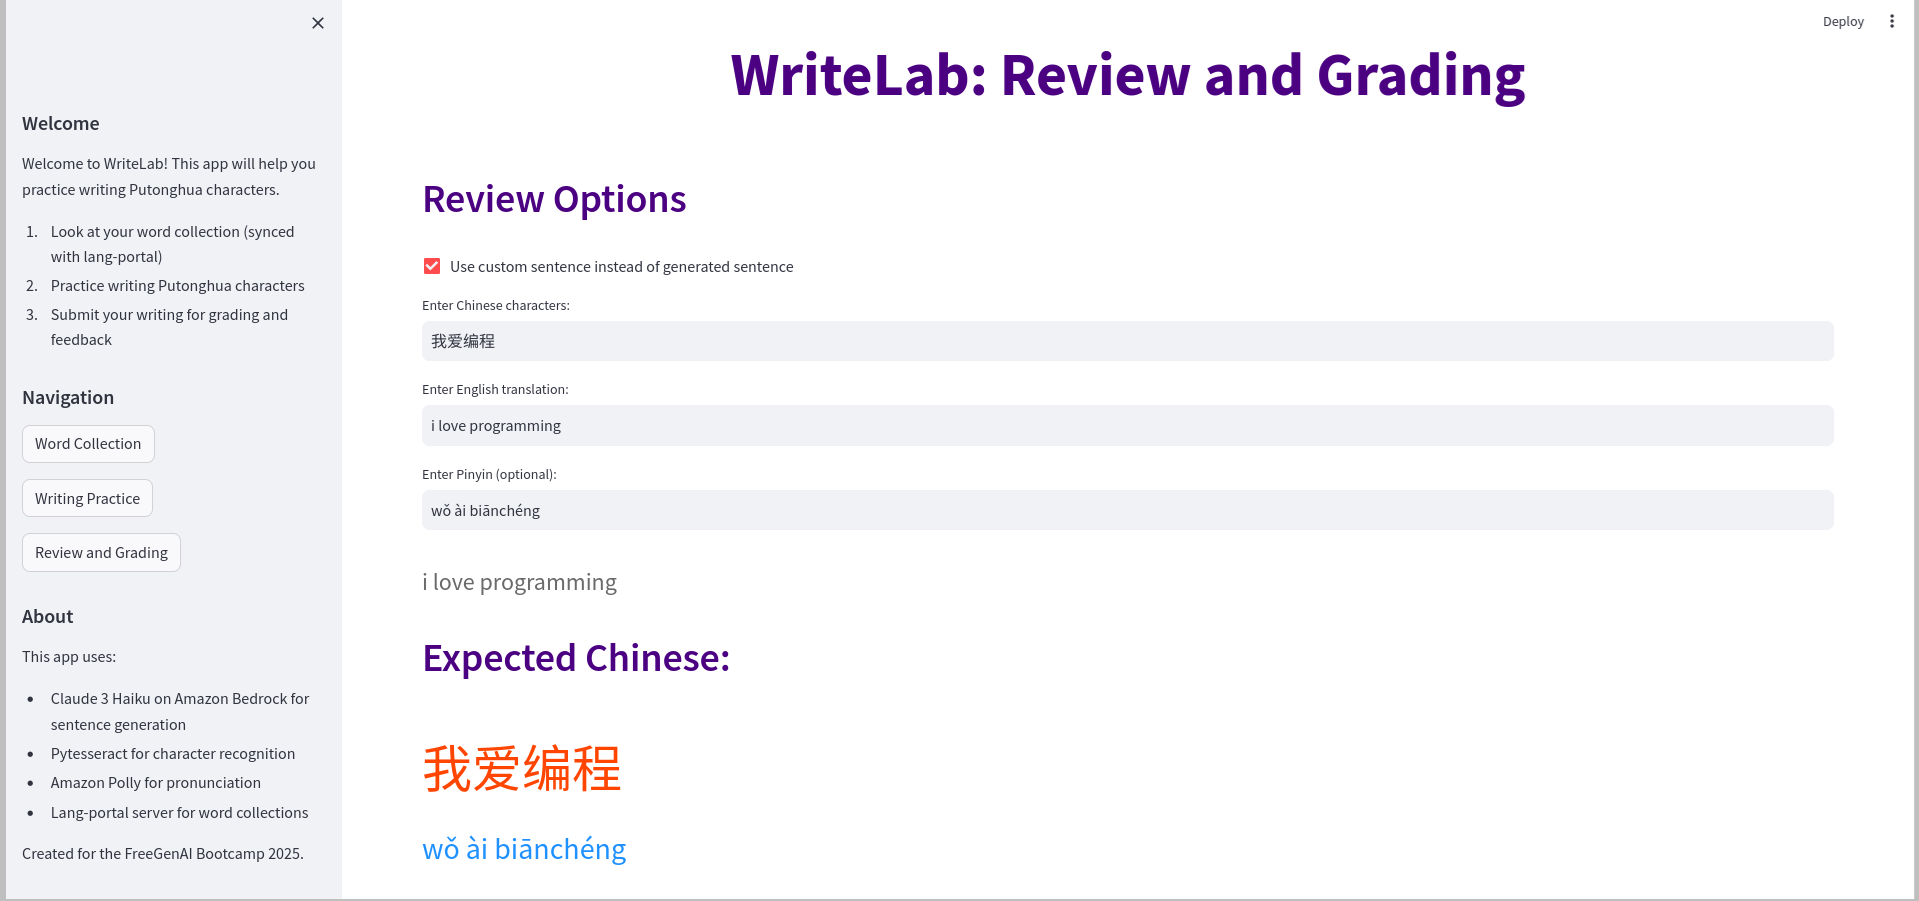 Deploy
Welcome
Welcome to WriteLab! This app will help you
practice writing Putonghua characters.
1. Look at your word collection (synced
with lang-portal)
2. Practice writing Putonghua characters
3. Submit your writing for grading and
feedback
Navigation
Word Collection
Writing Practice
Review and Grading
About
This app uses:
• Claude 3 Haiku on Amazon Bedrock for
sentence generation
• Pytesseract for character recognition
• Amazon Polly for pronunciation
• Lang-portal server for word collections
Created for the FreeGenAI Bootcamp 2025.
WriteLab: Review and Grading
Review Options
Use custom sentence instead of generated sentence
Enter Chinese characters:
我爱编程
Enter English translation:
i love programming
Enter Pinyin (optional):
wǒ ài biānchéng
i love programming
Expected Chinese:
我爱编程
wǒ ài biānchéng